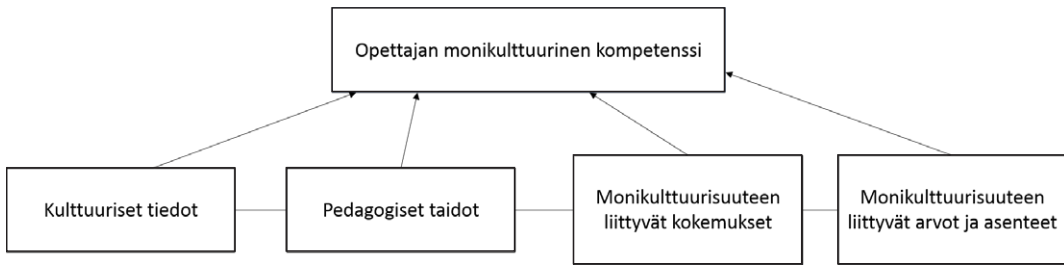 Opettajan monikulttuurinen kompetenssi
Kulttuuriset tiedot
Pedagogiset taidot
Monikulttuurisuuteen
liittyvät kokemukset
Monikulttuurisuuteen
liittyvät arvot ja asenteet